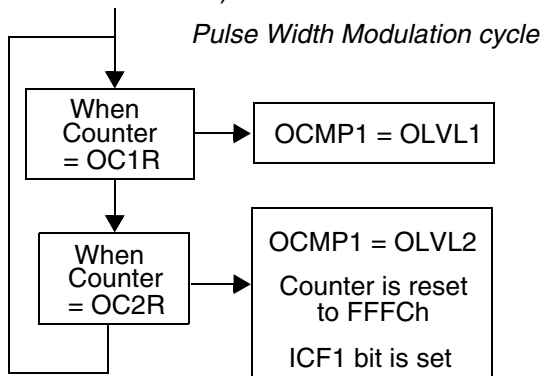 Pulse Width Modulation cycle
When
Counter
= OC1R
OCMP1 = OLVL1
When
Counter
= OC2R
OCMP1 = OLVL2
Counter is reset
to FFFCh
ICF1 bit is set